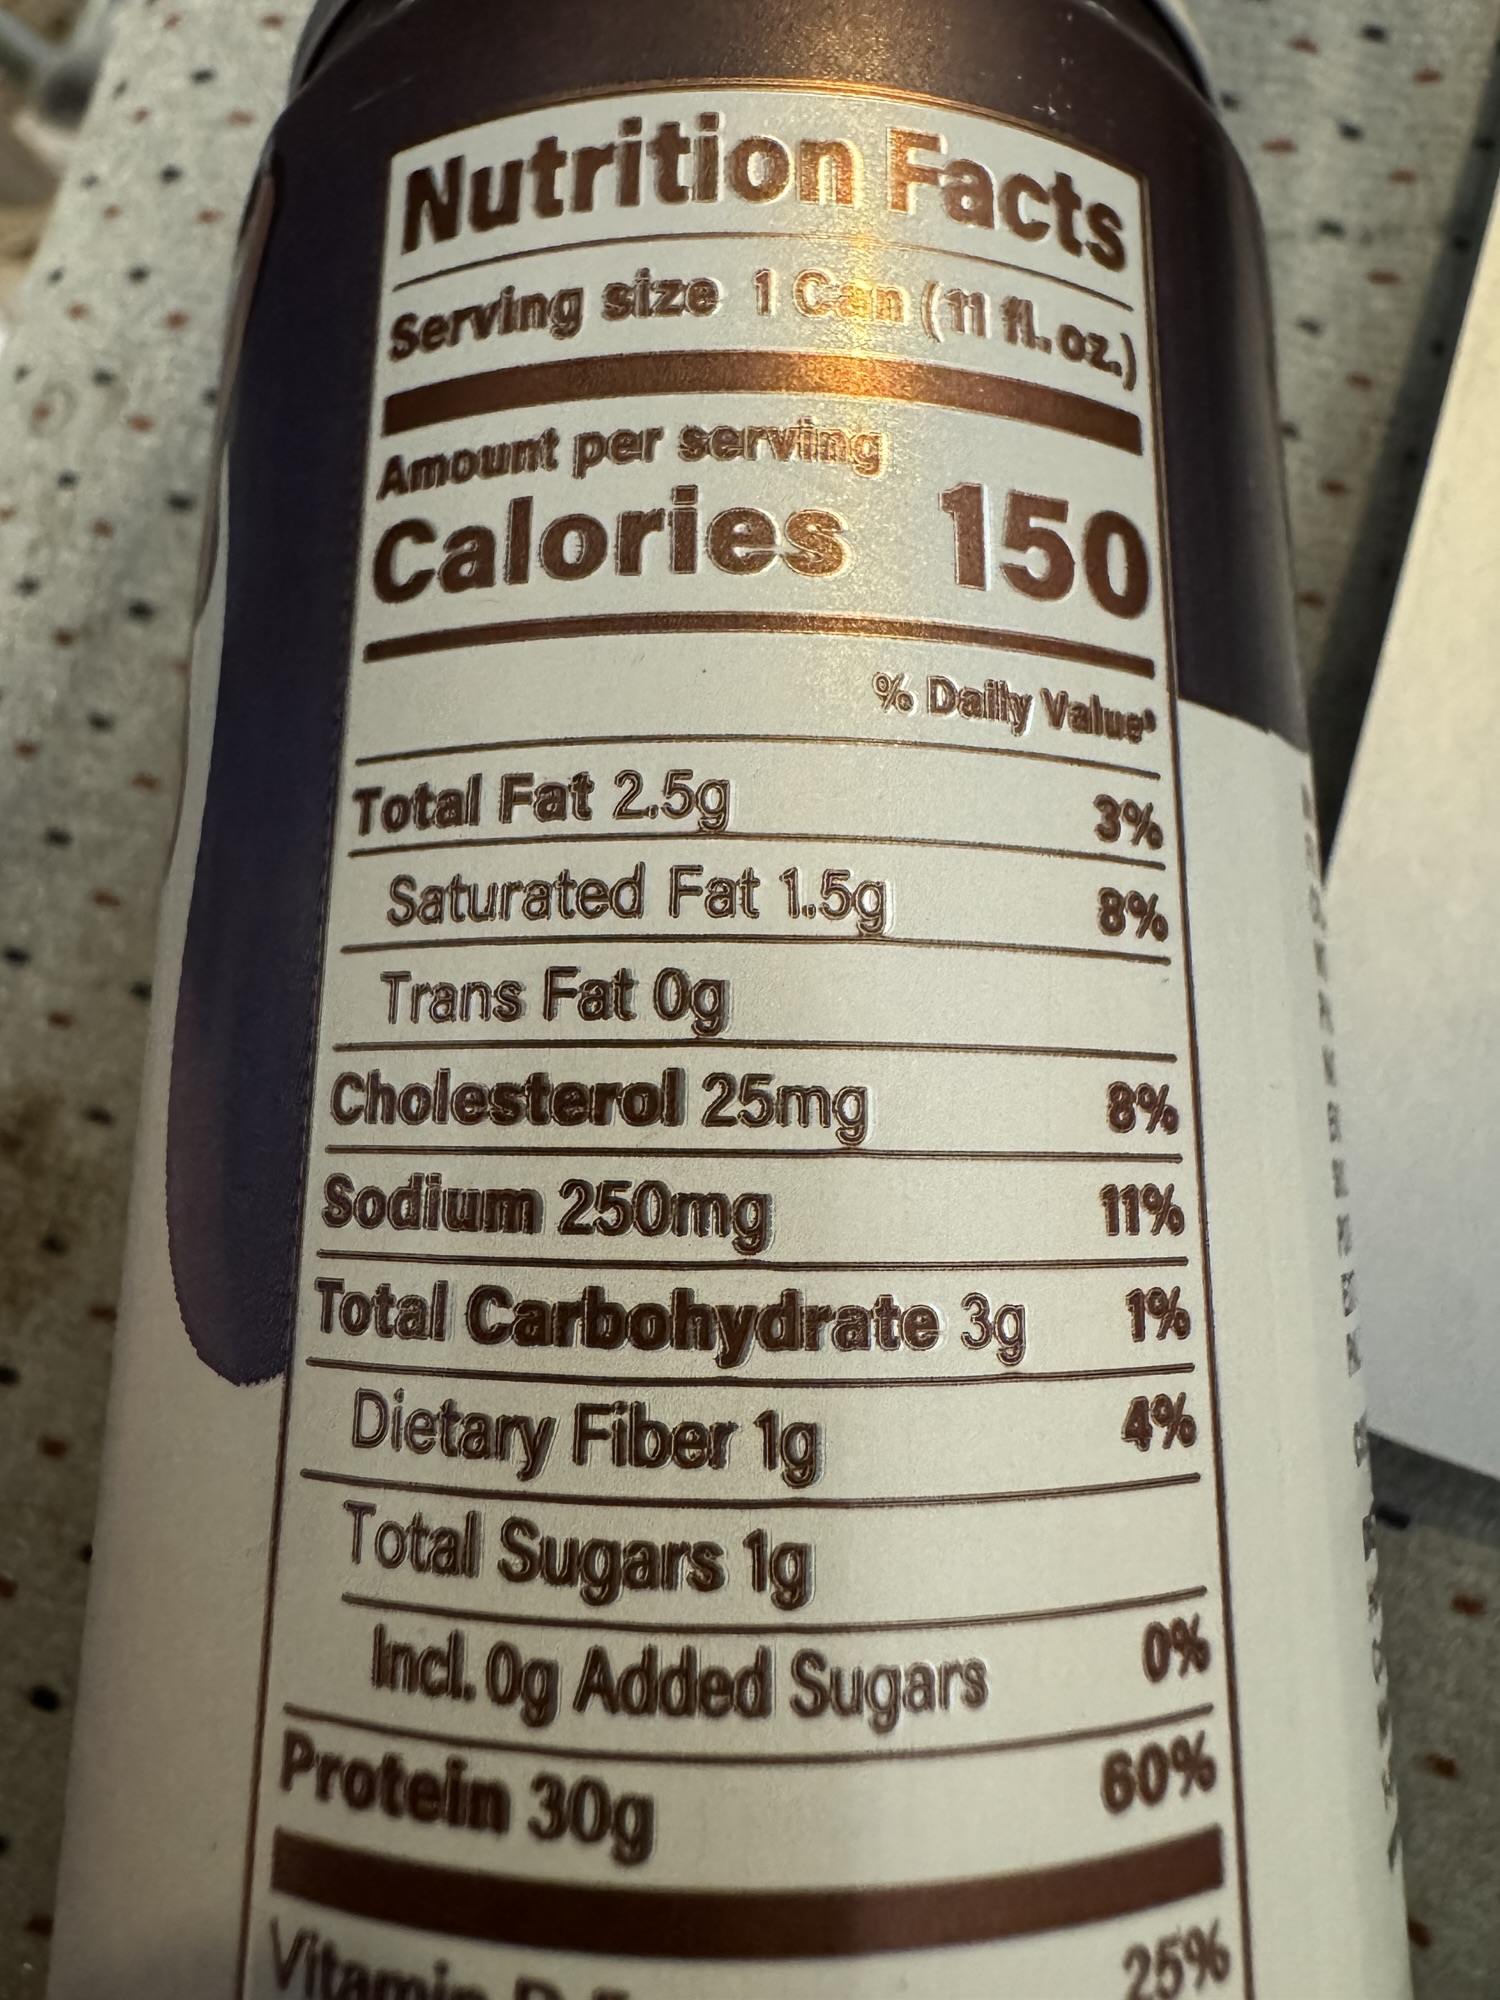 Nutrition Facts
Serving size 1 Can (11 fl. oz.)
Amount per serving
Calories 150
% Daily Value*
Total Fat 2.5g 3%
Saturated Fat 1.5g 8%
Trans Fat 0g
Cholesterol 25mg 8%
Sodium 250mg 11%
Total Carbohydrate 3g 1%
Dietary Fiber 1g 4%
Total Sugars 1g
Incl. 0g Added Sugars 0%
Protein 30g 60%
Vitamin D 25%